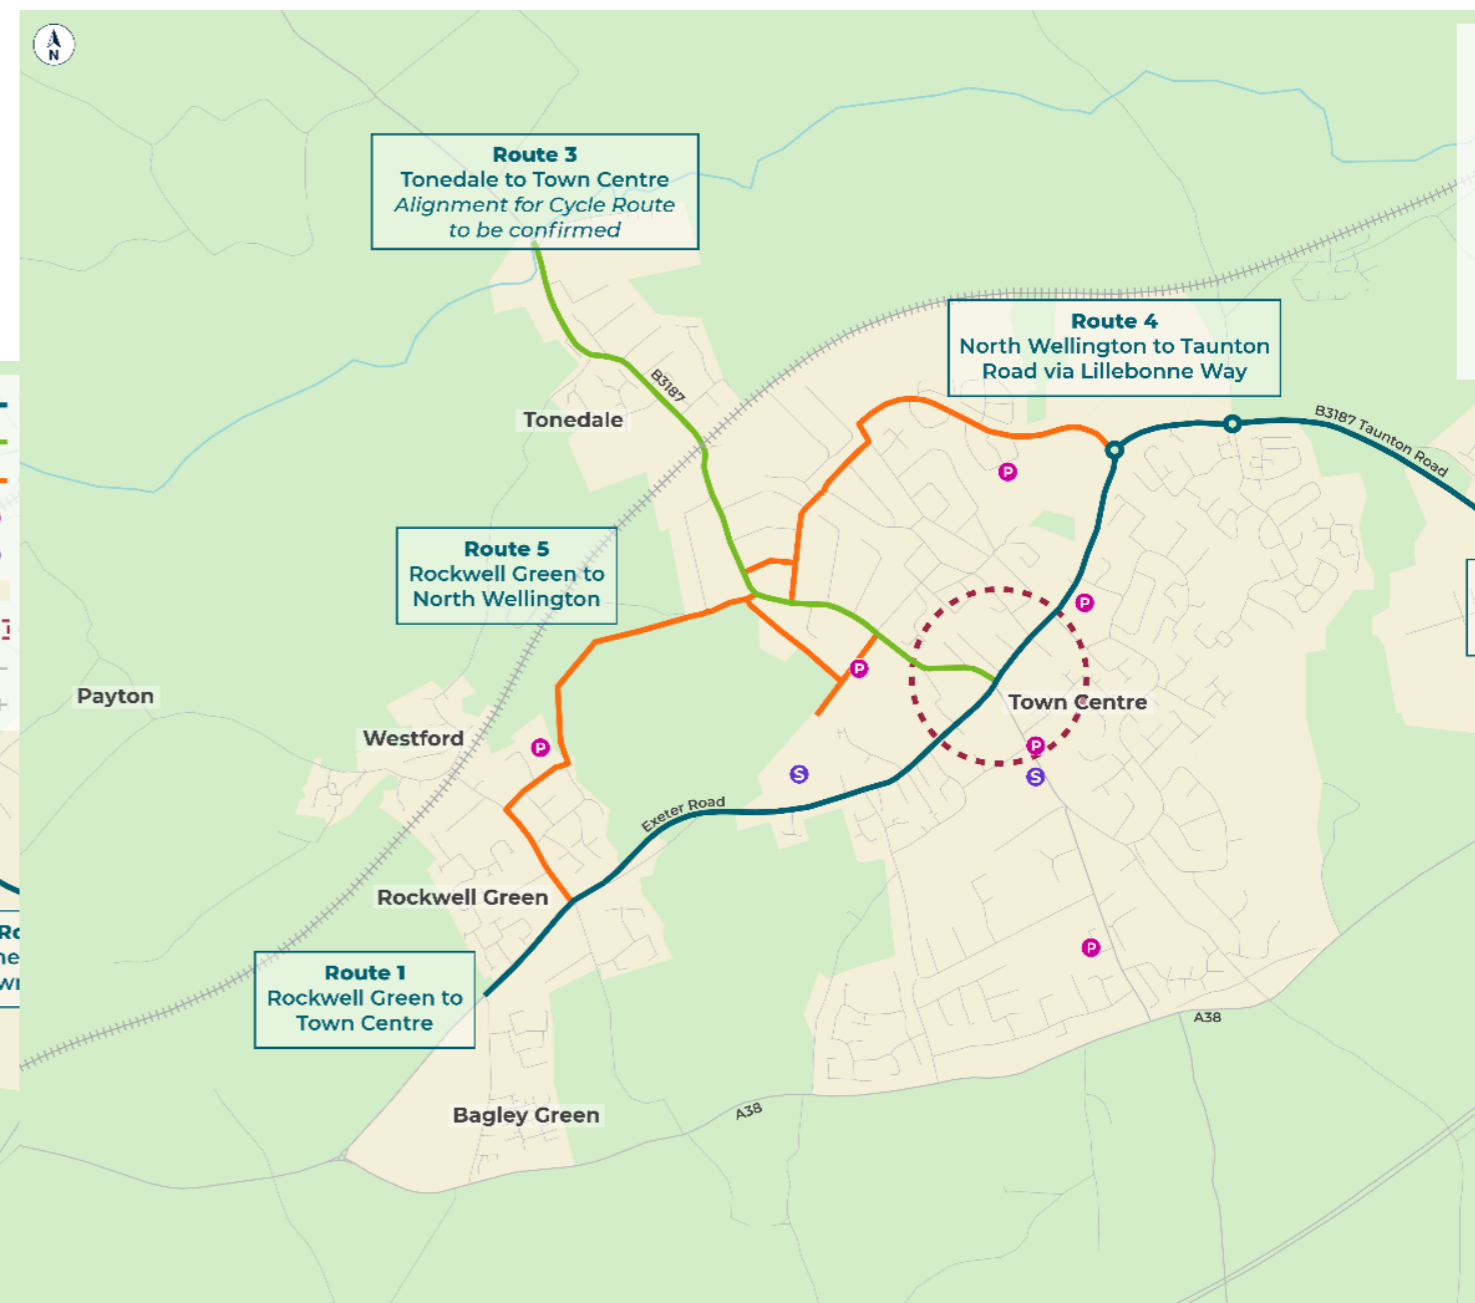 N
Route 3
Tonedale to Town Centre
Alignment for Cycle Route
to be confirmed
Route 4
North Wellington to Taunton
Road via Lillebonne Way
B3187
Tonedale
B3187 Taunton Road
P
Route 5
Rockwell Green to
North Wellington
P
P
Payton
Town Centre
Westford
P
P
S
S
Exeter Road
Rockwell Green
P
Route 1
Rockwell Green to
Town Centre
A38
A38
Bagley Green